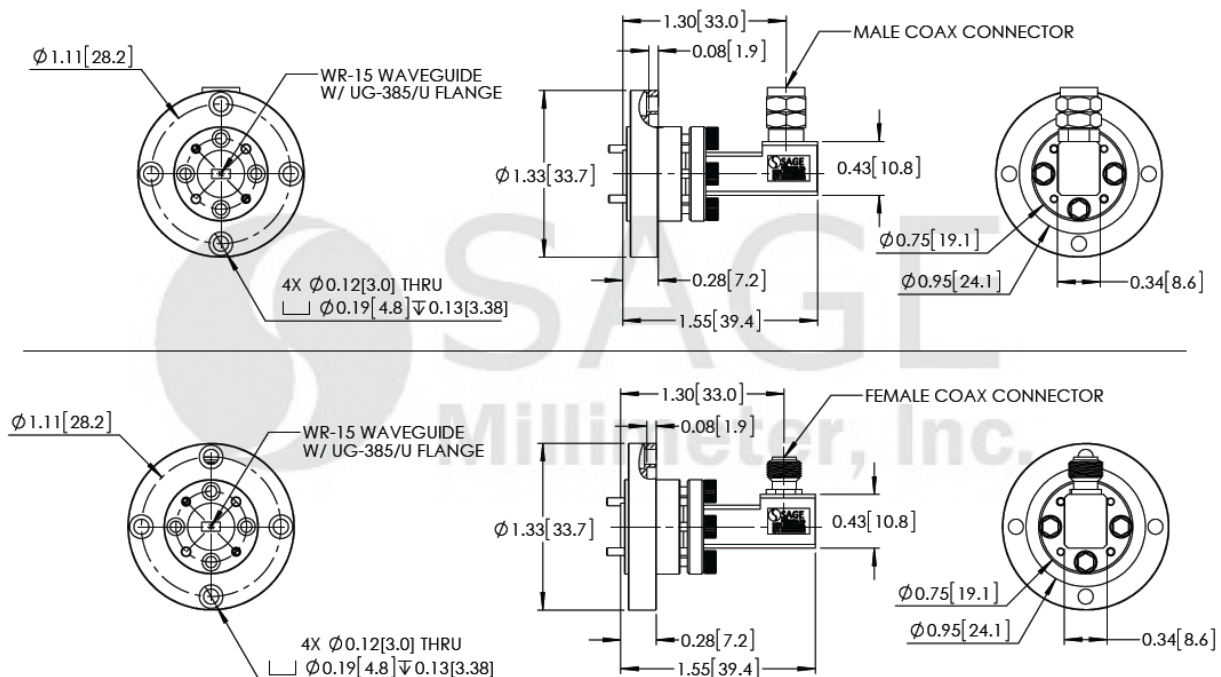 1.30[33.0]
MALE COAX CONNECTOR
0.08[1.9]
Ø1.11[28.2]
WR-15 WAVEGUIDE
W/ UG-385/U FLANGE
Ø1.33[33.7]
SAGE
0.43[10.8]
Ø0.75[19.1]
Ø0.95[24.1]
0.34[8.6]
0.28[7.2]
4X Ø0.12[3.0] THRU
⌴ Ø0.19[4.8]↧0.13[3.38]
1.55[39.4]
SAGE
Millimeter, Inc.
1.30[33.0]
FEMALE COAX CONNECTOR
0.08[1.9]
Ø1.11[28.2]
WR-15 WAVEGUIDE
W/ UG-385/U FLANGE
Ø1.33[33.7]
SAGE
0.43[10.8]
Ø0.75[19.1]
Ø0.95[24.1]
0.34[8.6]
0.28[7.2]
4X Ø0.12[3.0] THRU
⌴ Ø0.19[4.8]↧0.13[3.38]
1.55[39.4]